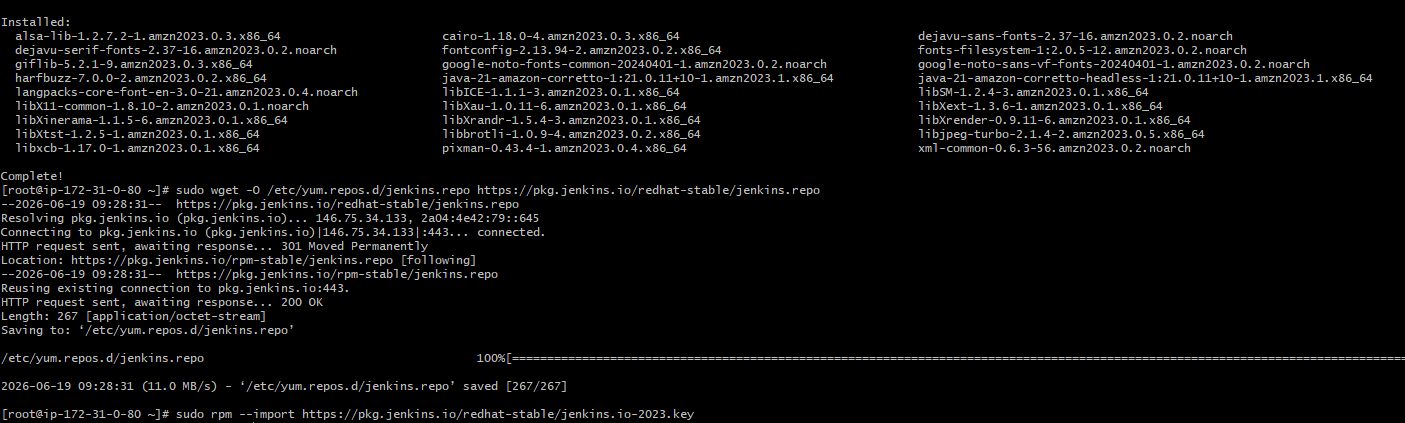 Installed:
alsa-lib-1.2.7.2-1.amzn2023.0.3.x86_64 cairo-1.18.0-4.amzn2023.0.3.x86_64 dejavu-sans-fonts-2.37-16.amzn2023.0.2.noarch
dejavu-serif-fonts-2.37-16.amzn2023.0.2.noarch fontconfig-2.13.94-2.amzn2023.0.2.x86_64 fonts-filesystem-1:2.0.5-12.amzn2023.0.2.noarch
giflib-5.2.1-9.amzn2023.0.3.x86_64 google-noto-fonts-common-20240401-1.amzn2023.0.2.noarch google-noto-sans-vf-fonts-20240401-1.amzn2023.0.2.noarch
harfbuzz-7.0.0-2.amzn2023.0.2.x86_64 java-21-amazon-corretto-1:21.0.11+10-1.amzn2023.1.x86_64 java-21-amazon-corretto-headless-1:21.0.11+10-1.amzn2023.1.x86_64
langpacks-core-font-en-3.0-21.amzn2023.0.4.noarch libICE-1.1.1-3.amzn2023.0.1.x86_64 libSM-1.2.4-3.amzn2023.0.1.x86_64
libX11-common-1.8.10-2.amzn2023.0.1.noarch libXau-1.0.11-6.amzn2023.0.1.x86_64 libXext-1.3.6-1.amzn2023.0.1.x86_64
libXinerama-1.1.5-6.amzn2023.0.1.x86_64 libXrandr-1.5.4-3.amzn2023.0.1.x86_64 libXrender-0.9.11-6.amzn2023.0.1.x86_64
libXtst-1.2.5-1.amzn2023.0.1.x86_64 libbrotli-1.0.9-4.amzn2023.0.2.x86_64 libjpeg-turbo-2.1.4-2.amzn2023.0.5.x86_64
libxcb-1.17.0-1.amzn2023.0.1.x86_64 pixman-0.43.4-1.amzn2023.0.4.x86_64 xml-common-0.6.3-56.amzn2023.0.2.noarch
Complete!
[root@ip-172-31-0-80 ~]# sudo wget -O /etc/yum.repos.d/jenkins.repo https://pkg.jenkins.io/redhat-stable/jenkins.repo
--2026-06-19 09:28:31-- https://pkg.jenkins.io/redhat-stable/jenkins.repo
Resolving pkg.jenkins.io (pkg.jenkins.io)... 146.75.34.133, 2a04:4e42:79::645
Connecting to pkg.jenkins.io (pkg.jenkins.io)|146.75.34.133|:443... connected.
HTTP request sent, awaiting response... 301 Moved Permanently
Location: https://pkg.jenkins.io/rpm-stable/jenkins.repo [following]
--2026-06-19 09:28:31-- https://pkg.jenkins.io/rpm-stable/jenkins.repo
Reusing existing connection to pkg.jenkins.io:443.
HTTP request sent, awaiting response... 200 OK
Length: 267 [application/octet-stream]
Saving to: ‘/etc/yum.repos.d/jenkins.repo’
/etc/yum.repos.d/jenkins.repo 100%[==============================================================================================================================
2026-06-19 09:28:31 (11.0 MB/s) - ‘/etc/yum.repos.d/jenkins.repo’ saved [267/267]
[root@ip-172-31-0-80 ~]# sudo rpm --import https://pkg.jenkins.io/redhat-stable/jenkins.io-2023.key